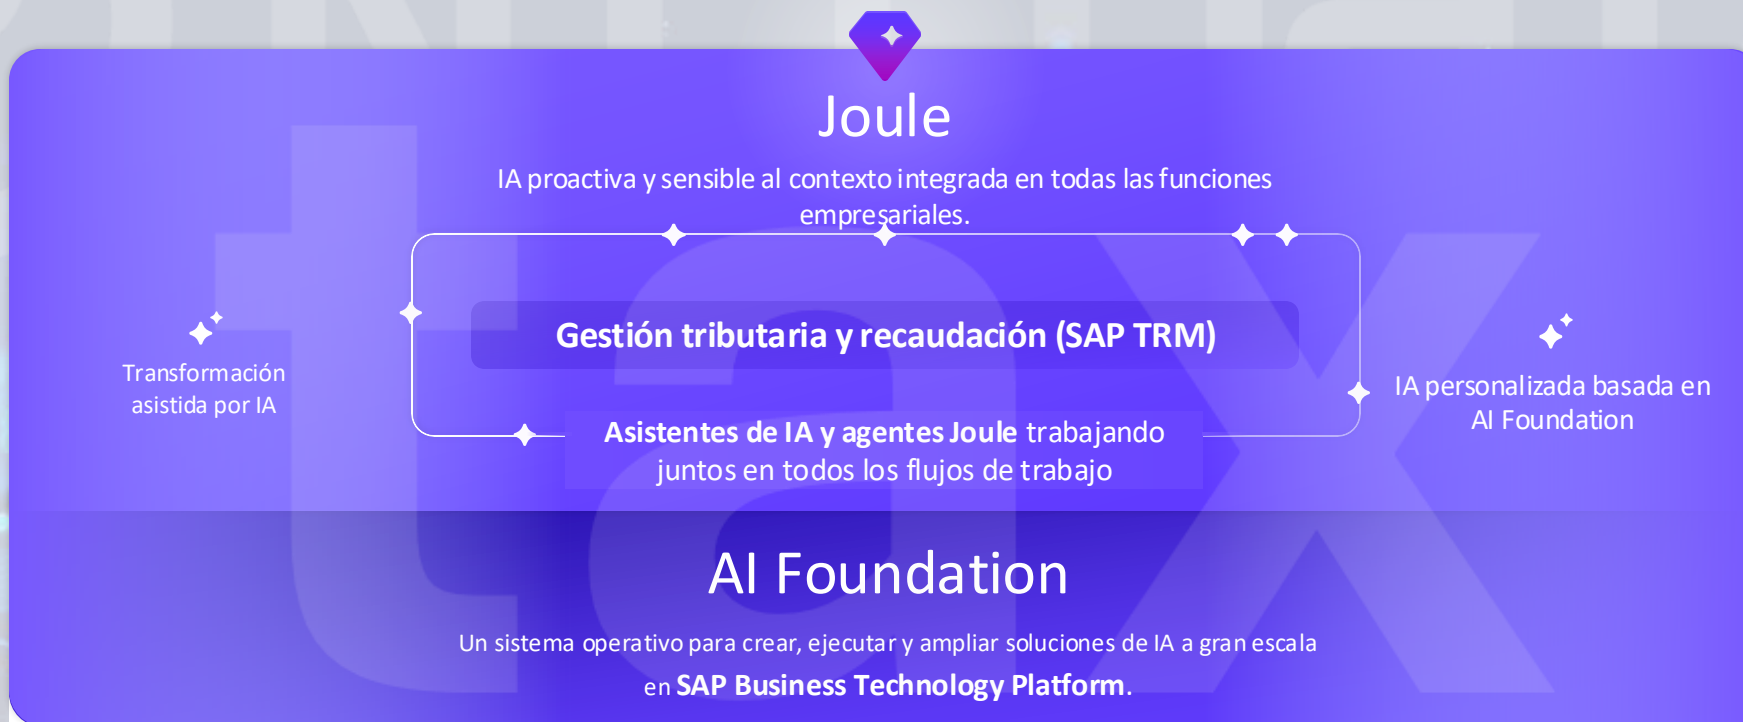 Joule
IA proactiva y sensible al contexto integrada en todas las funciones
empresariales.
Gestión tributaria y recaudación (SAP TRM)
Transformación
asistida por IA
IA personalizada basada en
AI Foundation
Asistentes de IA y agentes Joule trabajando
juntos en todos los flujos de trabajo
AI Foundation
Un sistema operativo para crear, ejecutar y ampliar soluciones de IA a gran escala
en SAP Business Technology Platform.
tax